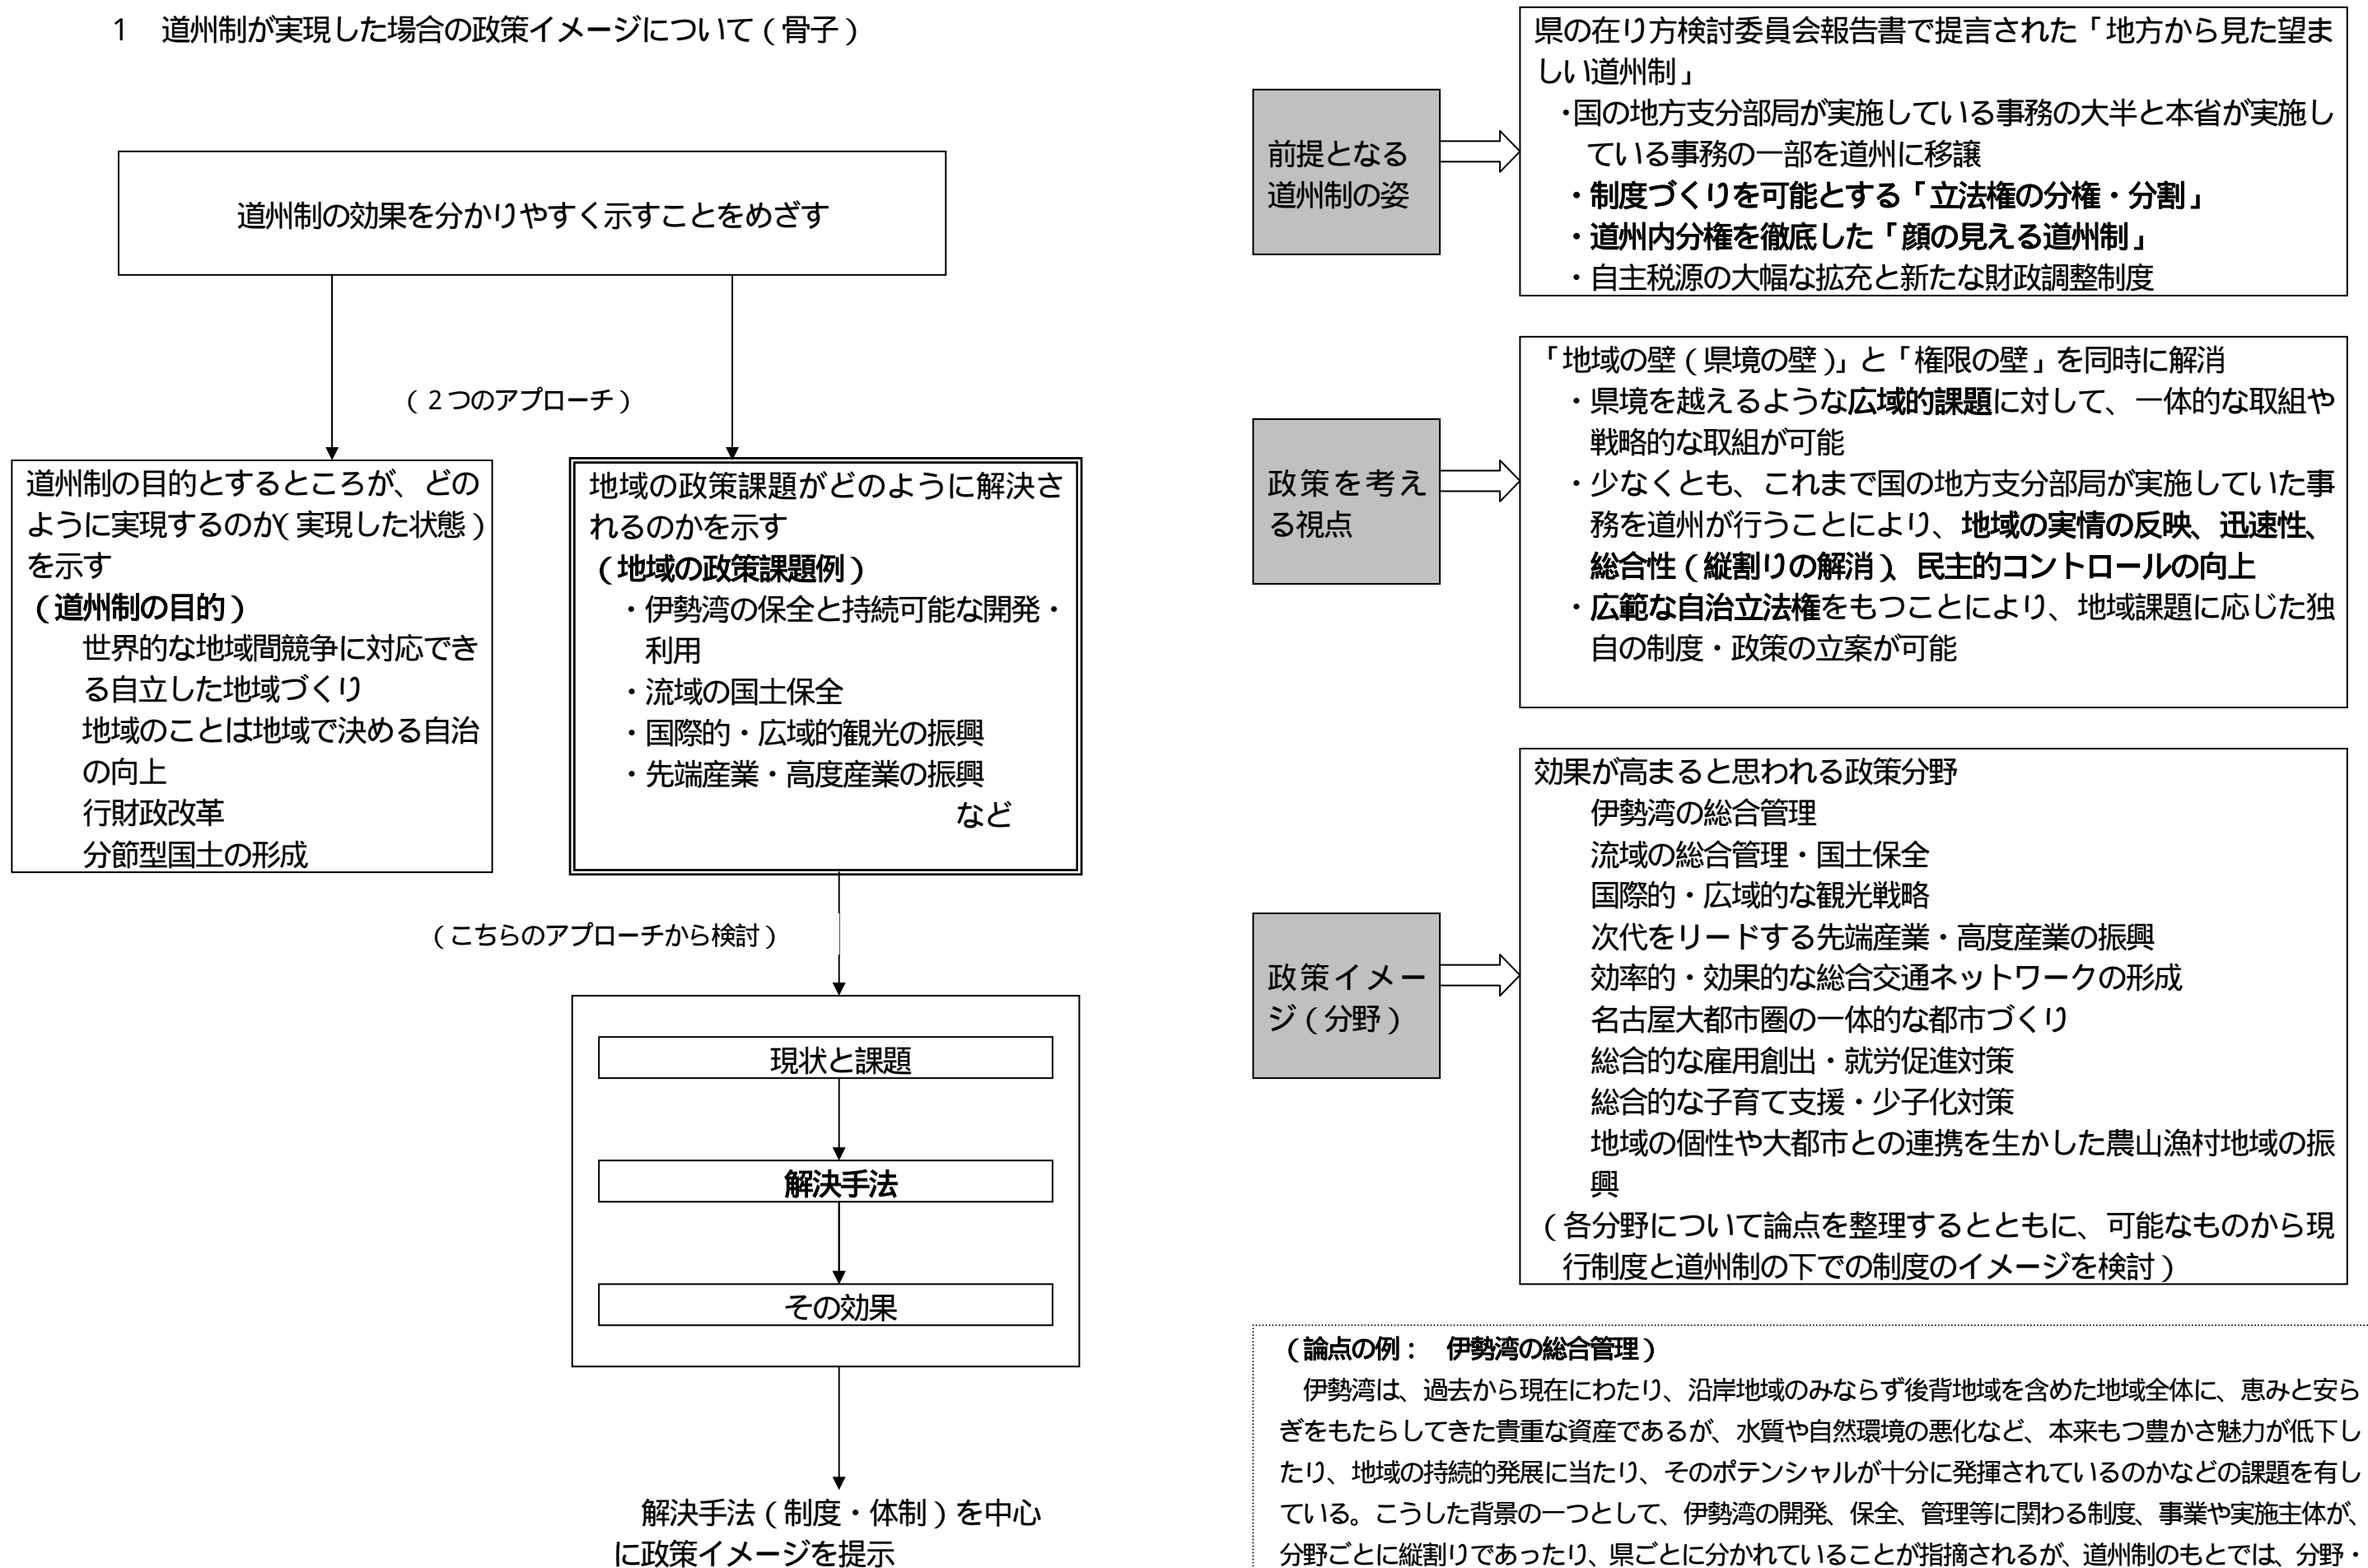 1　道州制が実現した場合の政策イメージについて（骨子）
道州制の効果を分かりやすく示すことをめざす
（２つのアプローチ）
道州制の目的とするところが、どの
ように実現するのか（実現した状態）
を示す
（道州制の目的）
世界的な地域間競争に対応でき
る自立した地域づくり
地域のことは地域で決める自治
の向上
行財政改革
分節型国土の形成
地域の政策課題がどのように解決さ
れるのかを示す
（地域の政策課題例）
・伊勢湾の保全と持続可能な開発・
利用
・流域の国土保全
・国際的・広域的観光の振興
・先端産業・高度産業の振興
など
（こちらのアプローチから検討）
現状と課題
解決手法
その効果
解決手法（制度・体制）を中心
に政策イメージを提示
前提となる
道州制の姿
県の在り方検討委員会報告書で提言された「地方から見た望ま
しい道州制」
・国の地方支分部局が実施している事務の大半と本省が実施し
ている事務の一部を道州に移譲
・制度づくりを可能とする「立法権の分権・分割」
・道州内分権を徹底した「顔の見える道州制」
・自主税源の大幅な拡充と新たな財政調整制度
政策を考え
る視点
「地域の壁（県境の壁）」と「権限の壁」を同時に解消
・県境を越えるような広域的課題に対して、一体的な取組や
戦略的な取組が可能
・少なくとも、これまで国の地方支分部局が実施していた事
務を道州が行うことにより、地域の実情の反映、迅速性、
総合性（縦割りの解消）、民主的コントロールの向上
・広範な自治立法権をもつことにより、地域課題に応じた独
自の制度・政策の立案が可能
政策イメー
ジ（分野）
効果が高まると思われる政策分野
伊勢湾の総合管理
流域の総合管理・国土保全
国際的・広域的な観光戦略
次代をリードする先端産業・高度産業の振興
効率的・効果的な総合交通ネットワークの形成
名古屋大都市圏の一体的な都市づくり
総合的な雇用創出・就労促進対策
総合的な子育て支援・少子化対策
地域の個性や大都市との連携を生かした農山漁村地域の振
興
（各分野について論点を整理するとともに、可能なものから現
行制度と道州制の下での制度のイメージを検討）
（論点の例：　伊勢湾の総合管理）
伊勢湾は、過去から現在にわたり、沿岸地域のみならず後背地域を含めた地域全体に、恵みと安ら
ぎをもたらしてきた貴重な資産であるが、水質や自然環境の悪化など、本来もつ豊かさ魅力が低下し
たり、地域の持続的発展に当たり、そのポテンシャルが十分に発揮されているのかなどの課題を有し
ている。こうした背景の一つとして、伊勢湾の開発、保全、管理等に関わる制度、事業や実施主体が、
分野ごとに縦割りであったり、県ごとに分かれていることが指摘されるが、道州制のもとでは、分野・